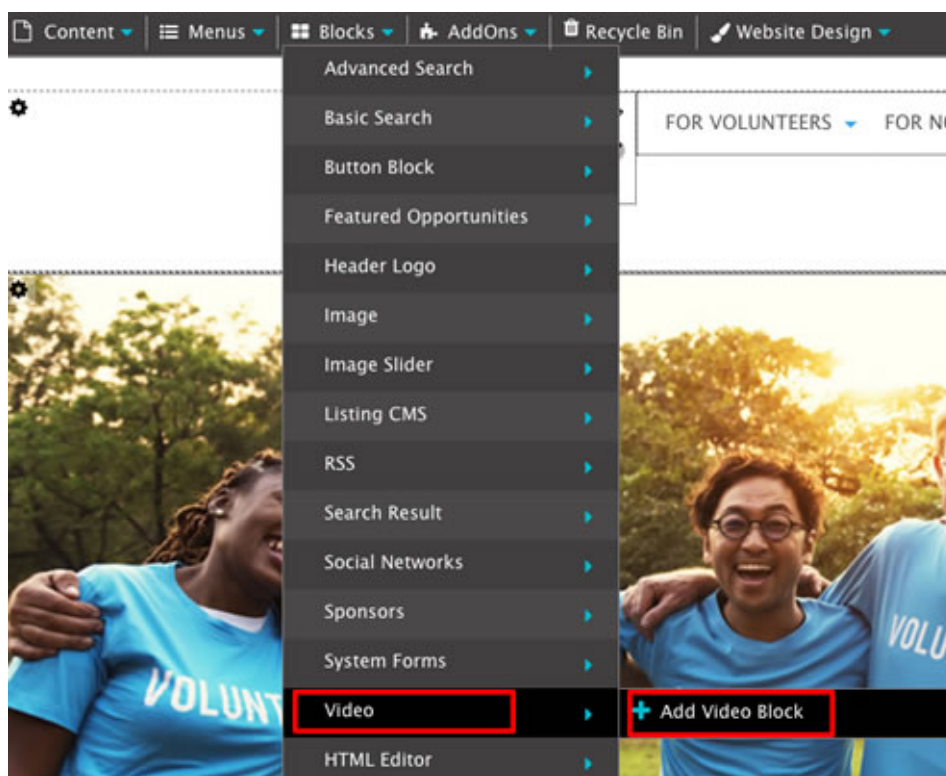 Content Menus Blocks AddOns Recycle Bin Website Design
Advanced Search
FOR VOLUNTEERS
Basic Search
Button Block
Featured Opportunities
Header Logo
Image
Image Slider
Listing CMS
RSS
Search Result
Social Networks
Sponsors
System Forms
Video
Add Video Block
HTML Editor